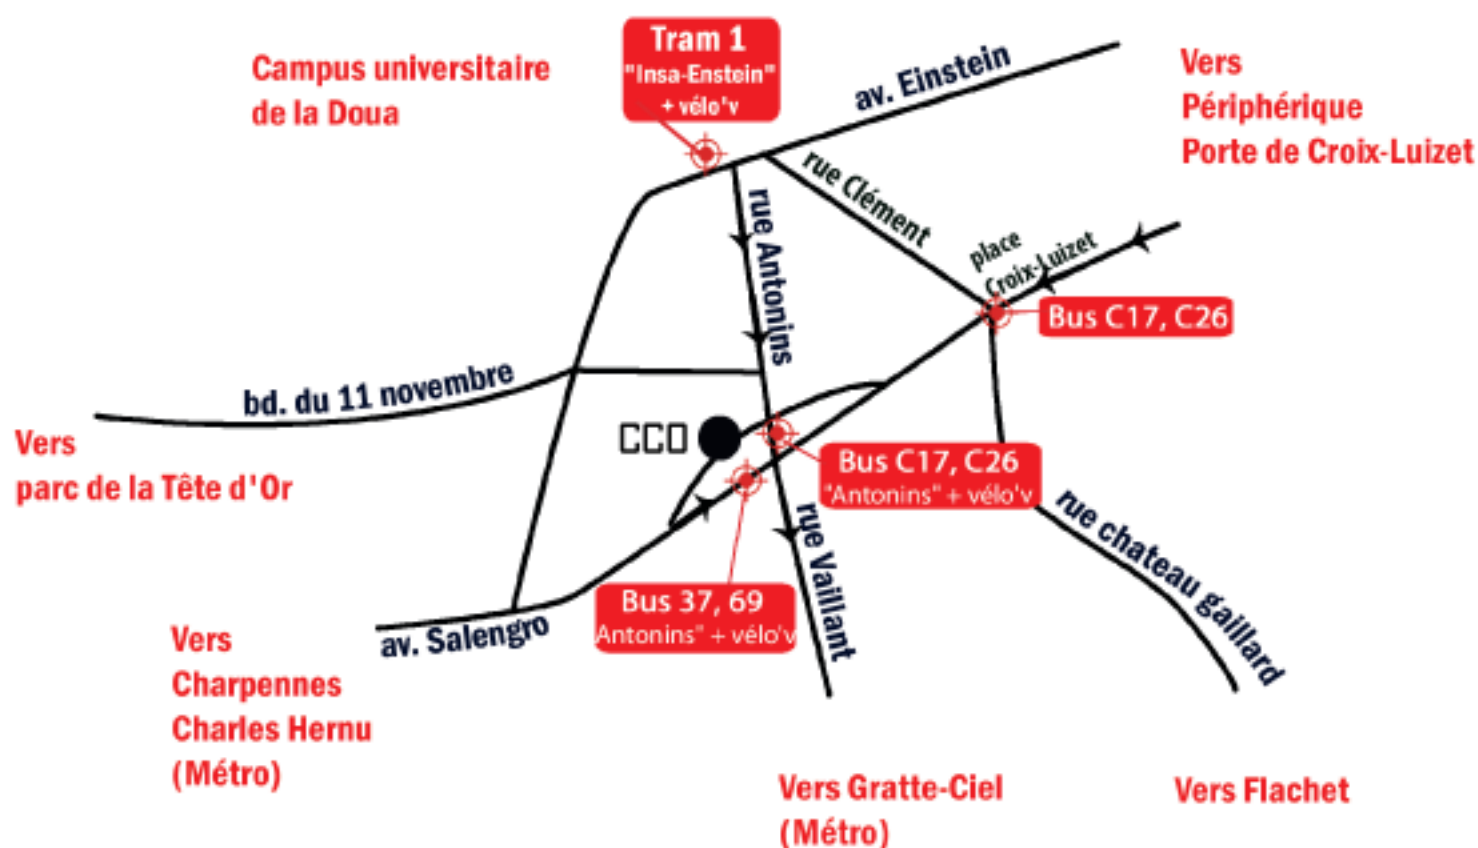 Campus universitaire
de la Doua
Tram 1
"Insa-Enstein"
+ vélo'v
av. Einstein
Vers
Périphérique
Porte de Croix-Luizet
rue Clément
rue Antonins
place
Croix-Luizet
Bus C17, C26
bd. du 11 novembre
Vers
parc de la Tête d'Or
CCO
Bus C17, C26
"Antonins" + vélo'v
rue Vaillant
rue chateau gaillard
Bus 37, 69
Antonins" + vélo'v
av. Salengro
Vers
Charpennes
Charles Hernu
(Métro)
Vers Gratte-Ciel
(Métro)
Vers Flachet